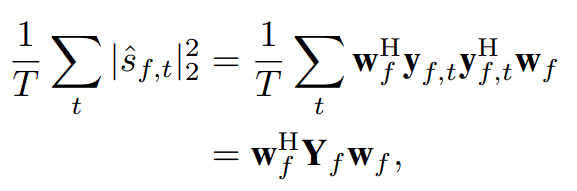 $\frac{1}{T} \sum_{t} |\hat{s}_{f,t}|_2^2 = \frac{1}{T} \sum_{t} \mathbf{w}_f^{\mathrm{H}} \mathbf{y}_{f,t} \mathbf{y}_{f,t}^{\mathrm{H}} \mathbf{w}_f$
$= \mathbf{w}_f^{\mathrm{H}} \mathbf{Y}_f \mathbf{w}_f,$